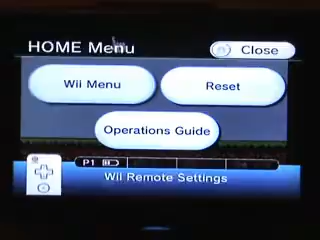 HOME Menu
Close
Wii Menu
Reset
Operations Guide
P1
Wii Remote Settings